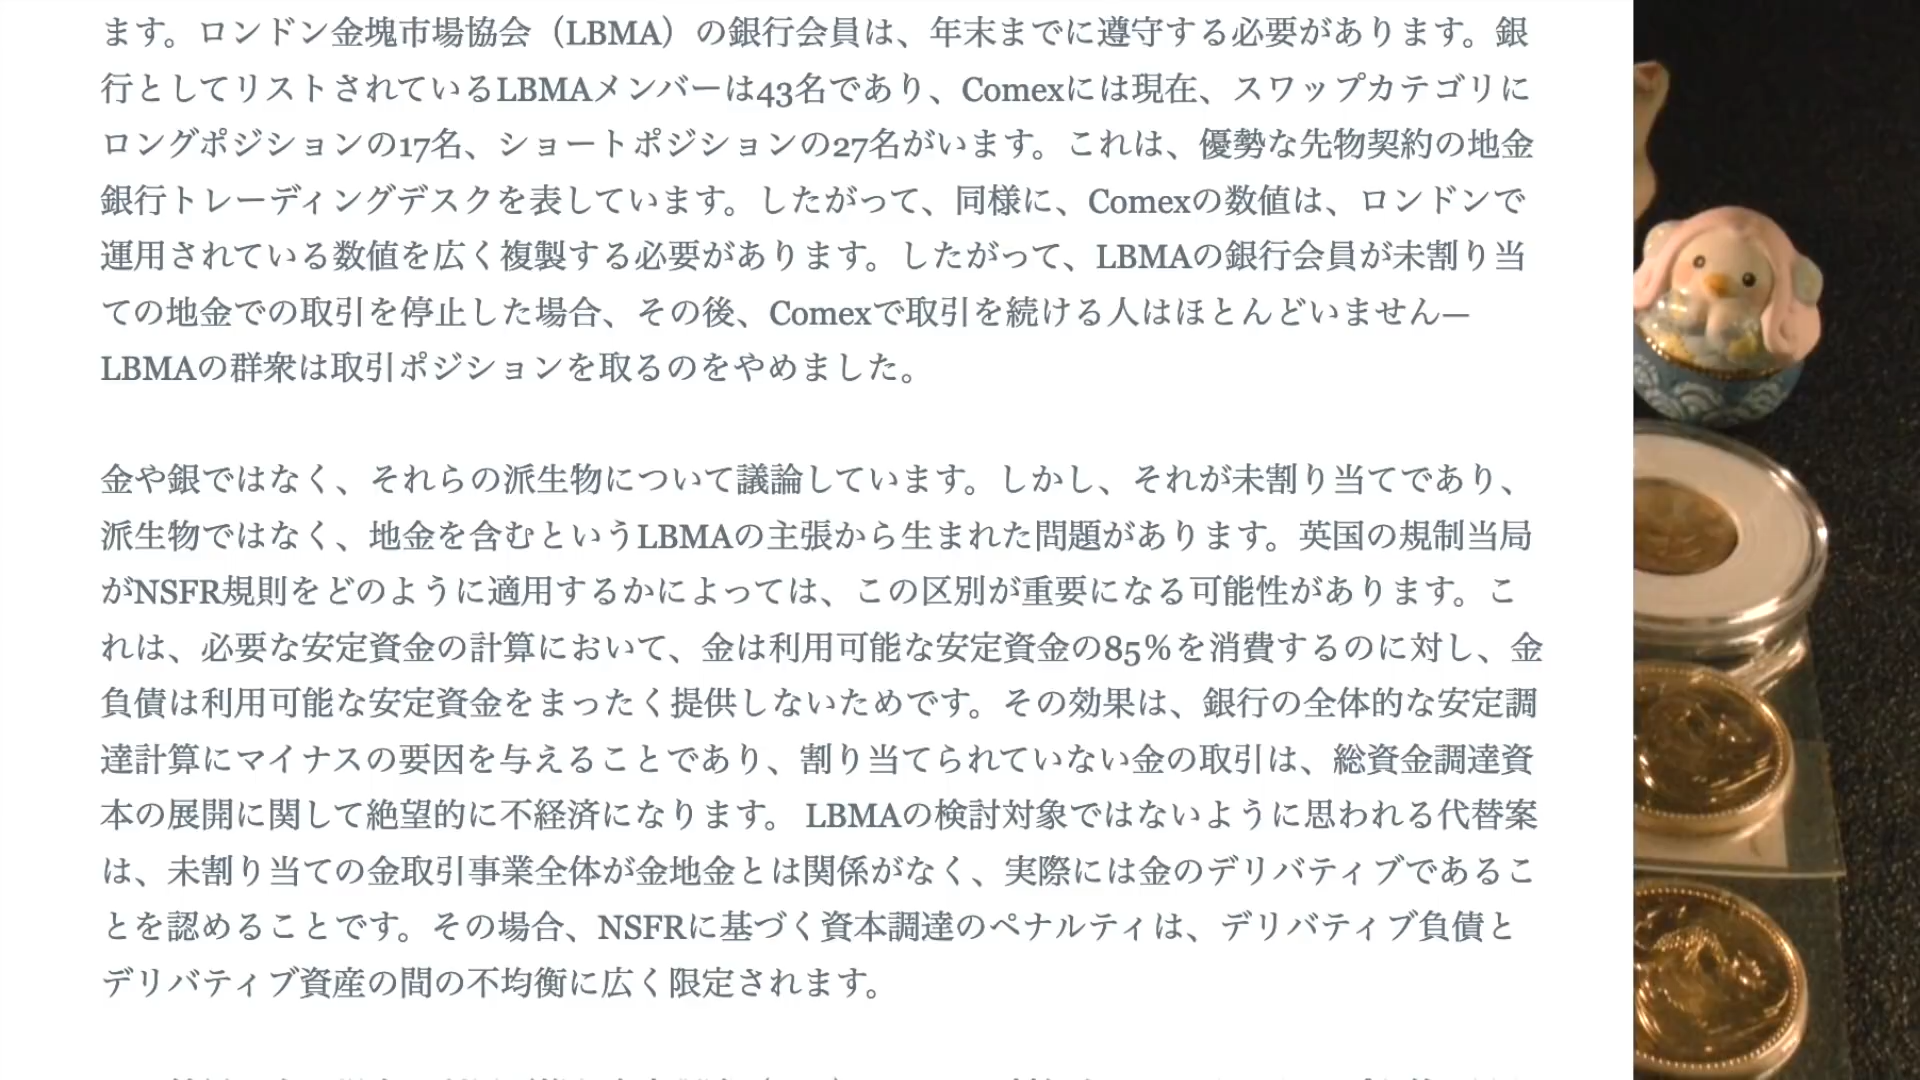 ます。ロンドン金塊市場協会（LBMA）の銀行会員は、年末までに遵守する必要があります。銀
行としてリストされているLBMAメンバーは43名であり、Comexには現在、スワップカテゴリに
ロングポジションの17名、ショートポジションの27名がいます。これは、優勢な先物契約の地金
銀行トレーディングデスクを表しています。したがって、同様に、Comexの数値は、ロンドンで
運用されている数値を広く複製する必要があります。したがって、LBMAの銀行会員が未割り当
ての地金での取引を停止した場合、その後、Comexで取引を続ける人はほとんどいません—
LBMAの群衆は取引ポジションを取るのをやめました。
金や銀ではなく、それらの派生物について議論しています。しかし、それが未割り当てであり、
派生物ではなく、地金を含むというLBMAの主張から生まれた問題があります。英国の規制当局
がNSFR規則をどのように適用するかによっては、この区別が重要になる可能性があります。こ
れは、必要な安定資金の計算において、金は利用可能な安定資金の85％を消費するのに対し、金
負債は利用可能な安定資金をまったく提供しないためです。その効果は、銀行の全体的な安定調
達計算にマイナスの要因を与えることであり、割り当てられていない金の取引は、総資金調達資
本の展開に関して絶望的に不経済になります。 LBMAの検討対象ではないように思われる代替案
は、未割り当ての金取引事業全体が金地金とは関係がなく、実際には金のデリバティブであるこ
とを認めることです。その場合、NSFRに基づく資本調達のペナルティは、デリバティブ負債と
デリバティブ資産の間の不均衡に広く限定されます。